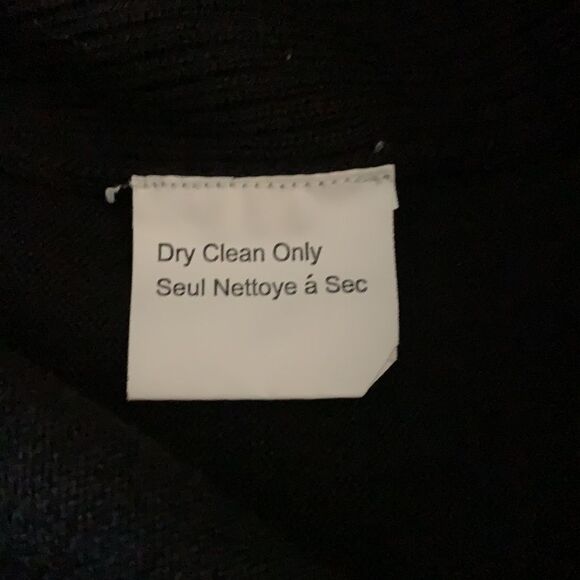 Dry Clean Only
Seul Nettoye á Sec